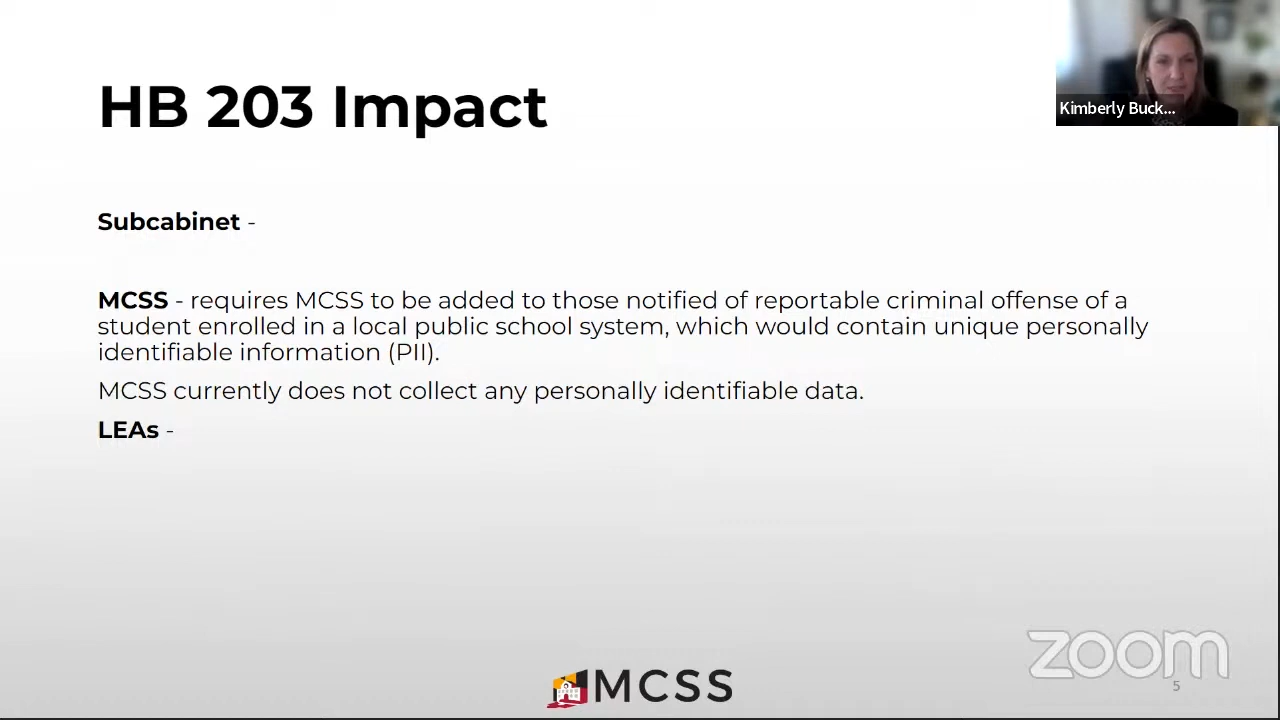 HB 203 Impact
Kimberly Buck...
Subcabinet -
MCSS - requires MCSS to be added to those notified of reportable criminal offense of a
student enrolled in a local public school system, which would contain unique personally
identifiable information (PII).
MCSS currently does not collect any personally identifiable data.
LEAs -
zoom
5
MCSS